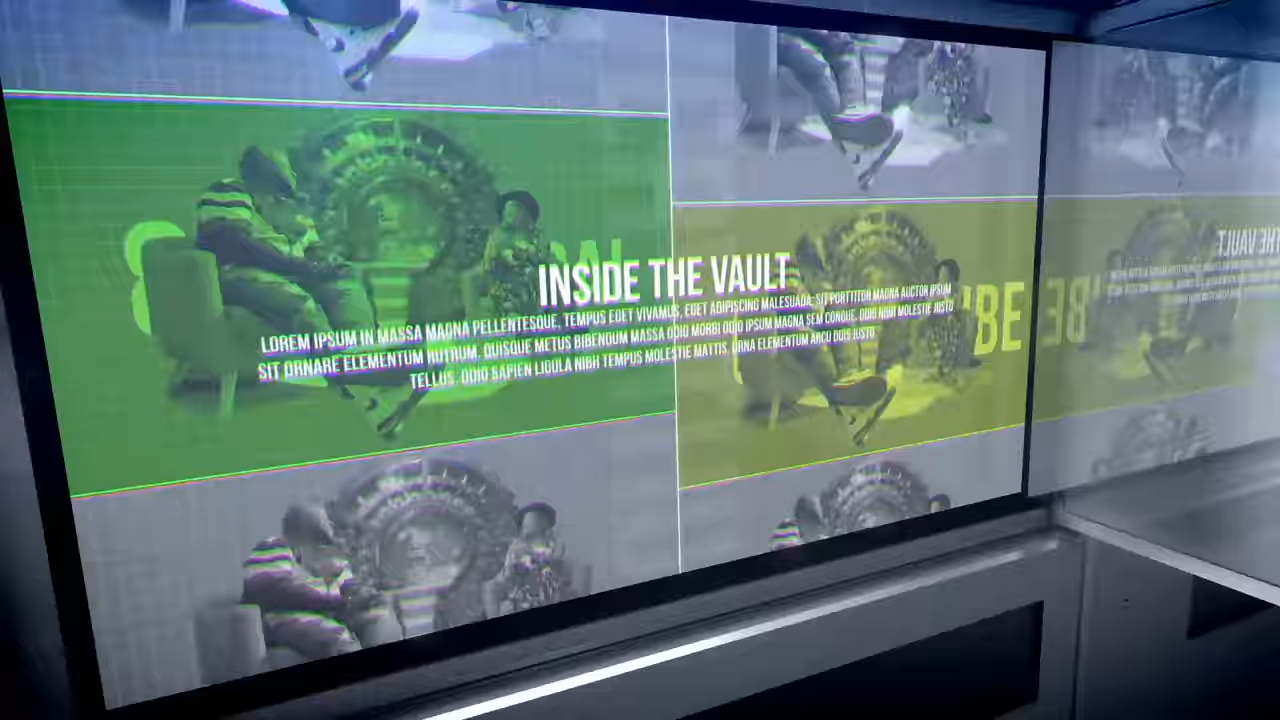 INSIDE THE VAULT
LOREM IPSUM IN MASSA MAGNA PELLENTESQUE, TEMPUS EGET VIVAMUS, EGET ADIPISCING MALESUADA; SIT PORTTITOR MAGNA AUCTOR IPSUM
SIT ORNARE ELEMENTUM RUTRUM. QUISQUE METUS BIBENDUM MASSA ODIO MORBI ODIO IPSUM MAGNA SEM CONGUE, ODIO NIBH MOLESTIE JUSTO
TELLUS. ODIO SAPIEN LIGULA NIBH TEMPUS MOLESTIE MATTIS. URNA ELEMENTUM ARCU DUIS JUSTO
'BE